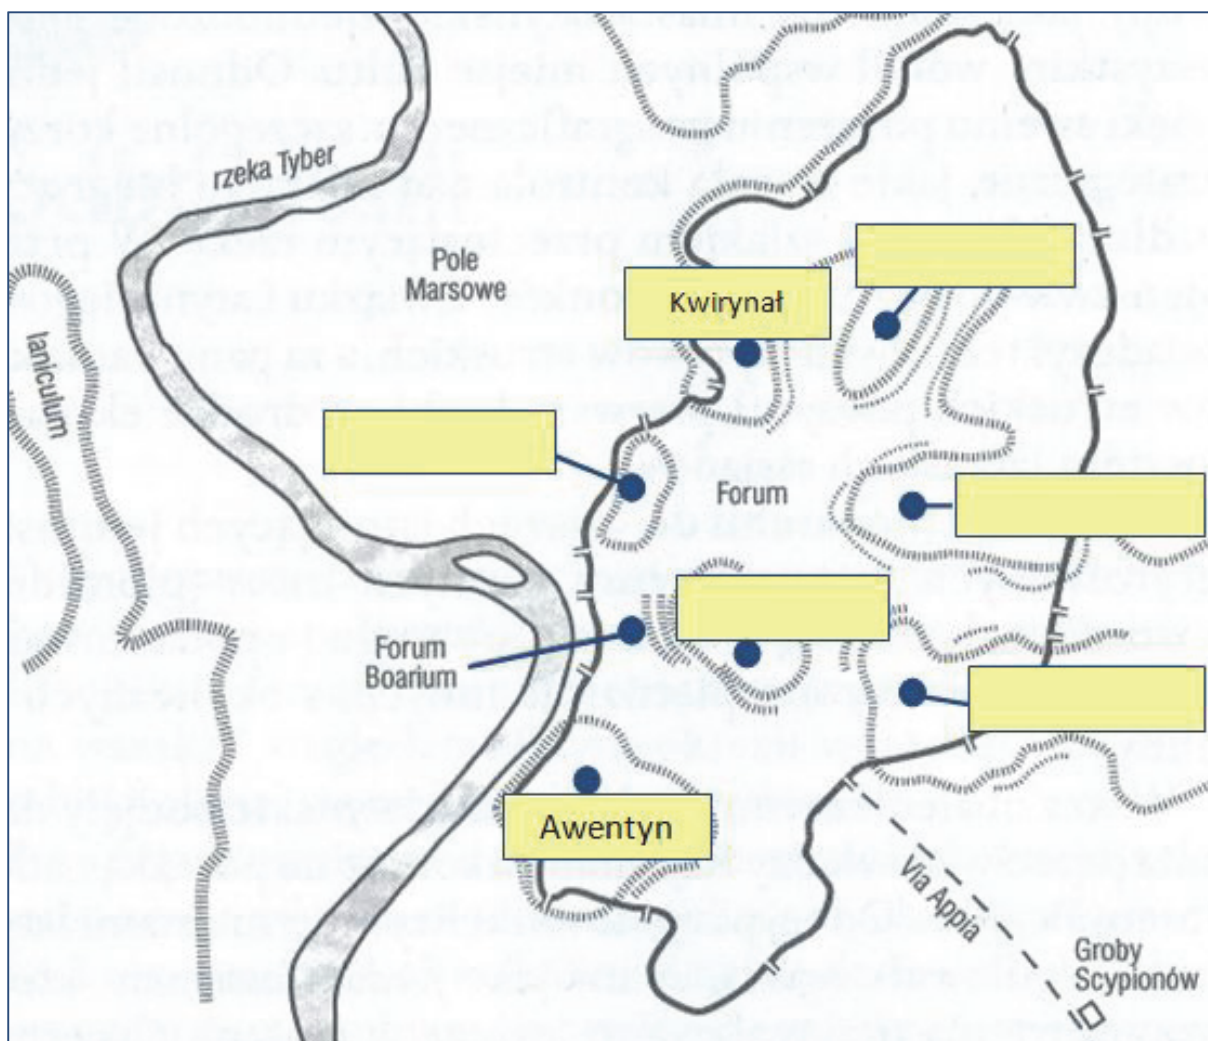 rzeka Tyber
Pole
Marsowe
Kwirynał
Ianiculum
Forum
Forum
Boarium
Awentyn
Via Appia
Groby
Scypionów